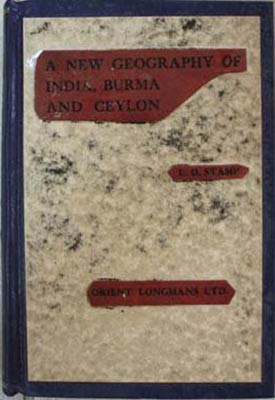 A NEW GEOGRAPHY OF
INDIA, BURMA
AND CEYLON
L. D. STAMP
ORIENT LONGMANS LTD.